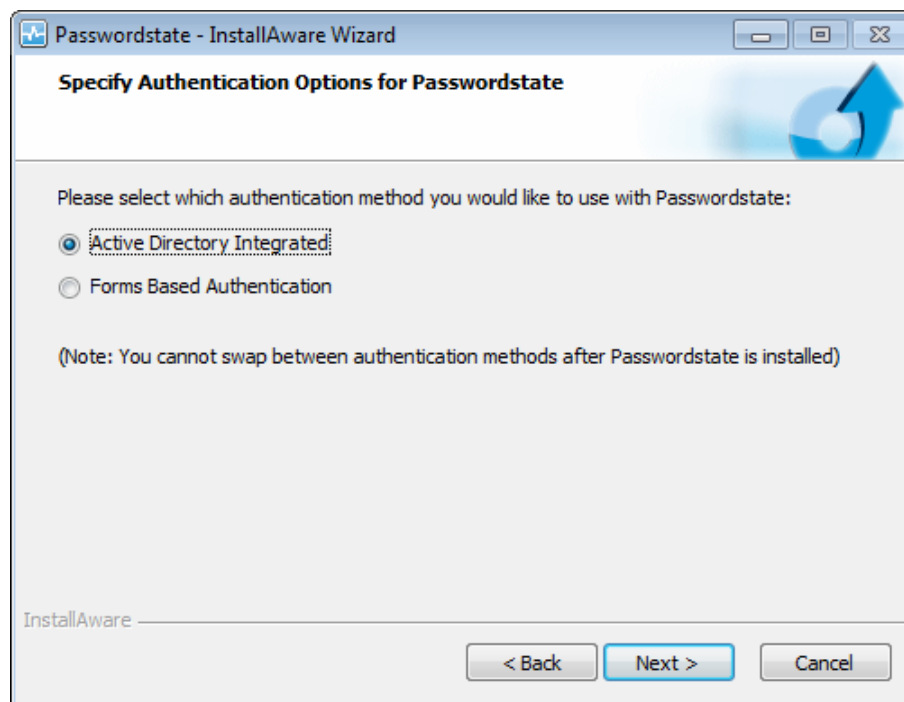 Passwordstate - InstallAware Wizard
Specify Authentication Options for Passwordstate
Please select which authentication method you would like to use with Passwordstate:
Active Directory Integrated
Forms Based Authentication
(Note: You cannot swap between authentication methods after Passwordstate is installed)
InstallAware
< Back Next > Cancel